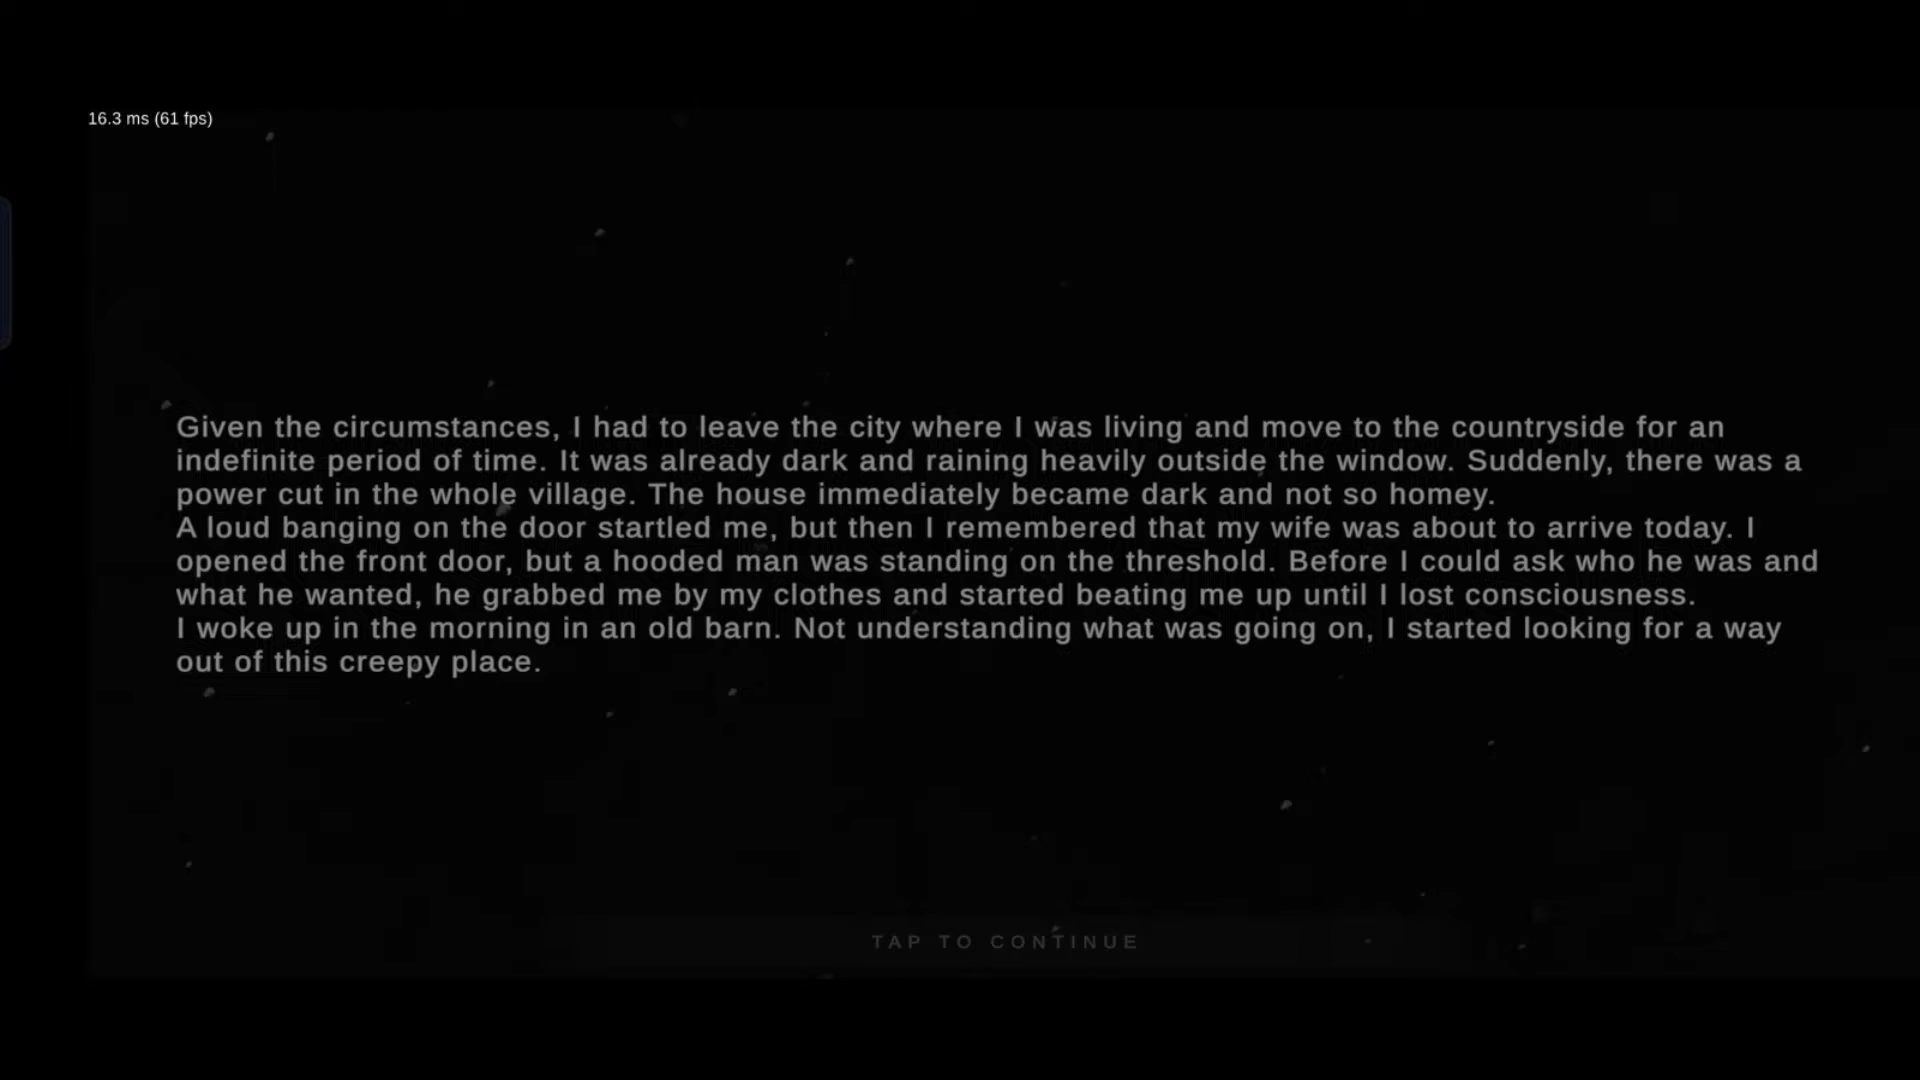 16.3 ms (61 fps)
Given the circumstances, I had to leave the city where I was living and move to the countryside for an
indefinite period of time. It was already dark and raining heavily outside the window. Suddenly, there was a
power cut in the whole village. The house immediately became dark and not so homey.
A loud banging on the door startled me, but then I remembered that my wife was about to arrive today. I
opened the front door, but a hooded man was standing on the threshold. Before I could ask who he was and
what he wanted, he grabbed me by my clothes and started beating me up until I lost consciousness.
I woke up in the morning in an old barn. Not understanding what was going on, I started looking for a way
out of this creepy place.
TAP TO CONTINUE